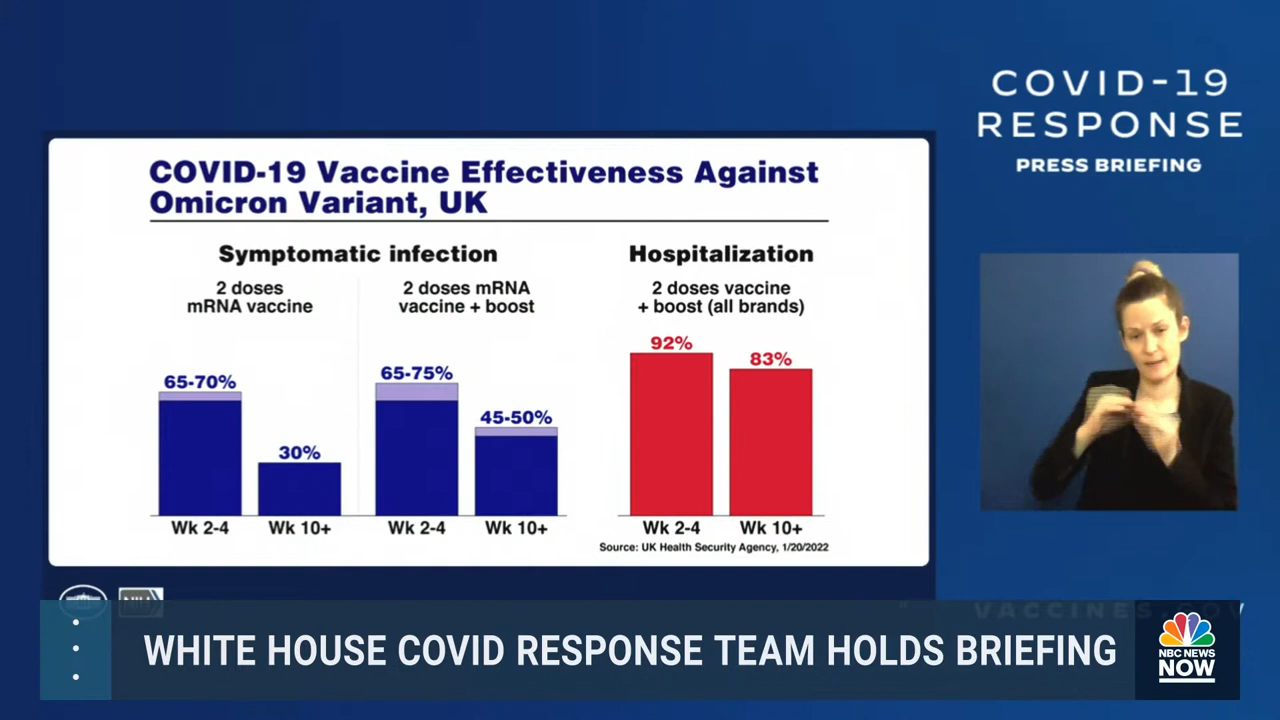 COVID-19
RESPONSE
PRESS BRIEFING
COVID-19 Vaccine Effectiveness Against
Omicron Variant, UK
Symptomatic infection
2 doses
mRNA vaccine
65-70%
30%
Wk 2-4
Wk 10+
2 doses mRNA
vaccine + boost
65-75%
45-50%
Wk 2-4
Wk 10+
Hospitalization
2 doses vaccine
+ boost (all brands)
92%
83%
Wk 2-4
Wk 10+
Source: UK Health Security Agency, 1/20/2022
NIH
VACCINES.GOV
WHITE HOUSE COVID RESPONSE TEAM HOLDS BRIEFING
NBC NEWS
NOW